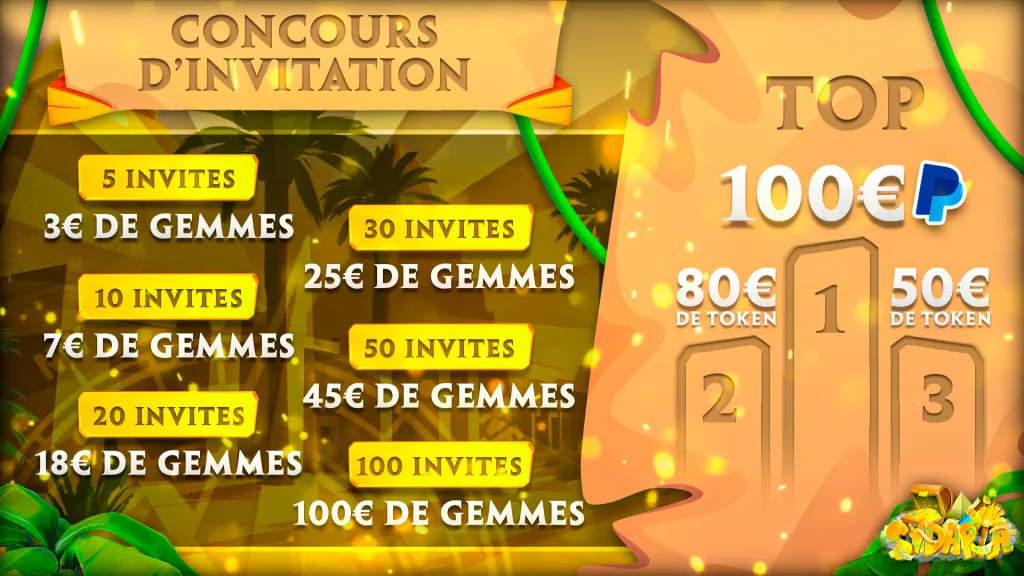 CONCOURS
D'INVITATION
5 INVITES
3€ DE GEMMES
10 INVITES
7€ DE GEMMES
20 INVITES
18€ DE GEMMES
30 INVITES
25€ DE GEMMES
50 INVITES
45€ DE GEMMES
100 INVITES
100€ DE GEMMES
TOP
100€
80€
DE TOKEN
50€
DE TOKEN
1
2
3